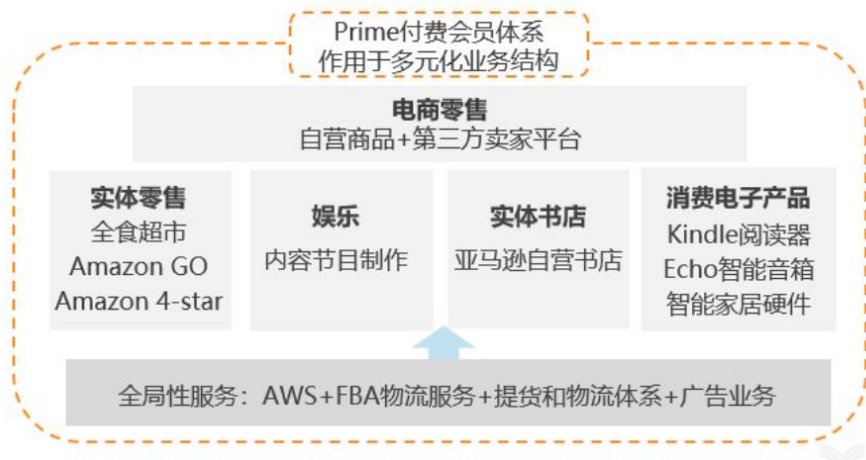 Prime付费会员体系
作用于多元化业务结构
电商零售
自营商品+第三方卖家平台
实体零售
全食超市
Amazon GO
Amazon 4-star
娱乐
内容节目制作
实体书店
亚马逊自营书店
消费电子产品
Kindle阅读器
Echo智能音箱
智能家居硬件
全局性服务：AWS+FBA物流服务+提货和物流体系+广告业务